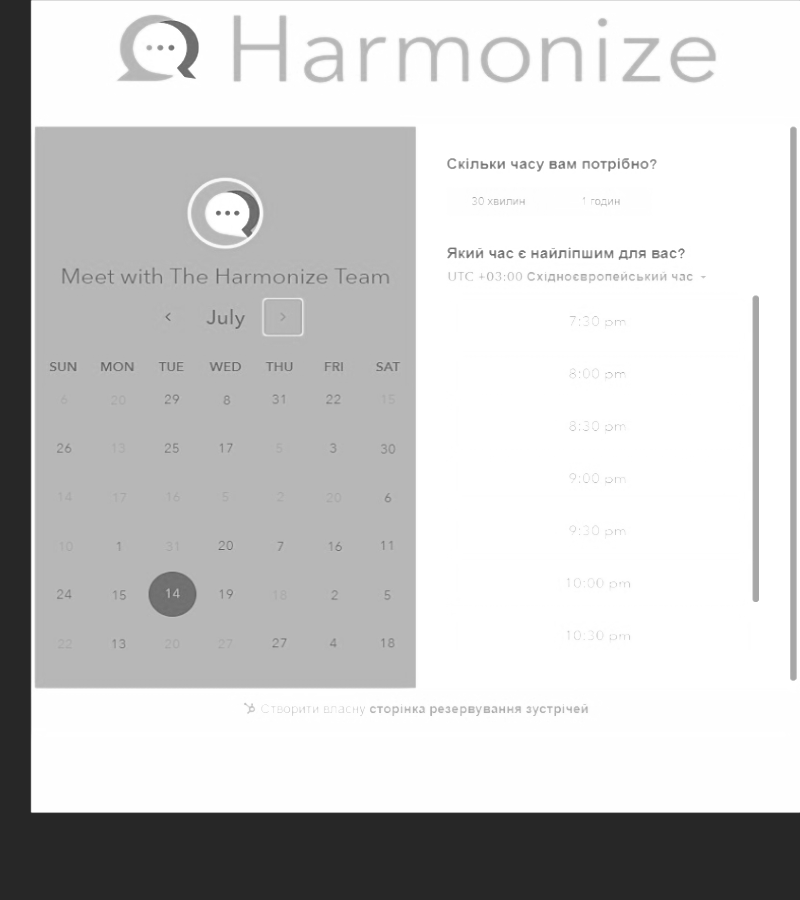 Harmonize
Meet with The Harmonize Team
July
SUN MON TUE WED THU FRI SAT
6 20 29 8 31 22 15
26 13 25 17 5 3 30
14 17 16 5 2 20 6
10 1 31 20 7 16 11
24 15 14 19 18 2 5
22 13 20 27 27 4 18
Скільки часу вам потрібно?
30 хвилин 1 годин
Який час є найліпшим для вас?
UTC +03:00 Східноєвропейський час
7:30 pm
8:00 pm
8:30 pm
9:00 pm
9:30 pm
10:00 pm
10:30 pm
Створити власну сторінка резервування зустрічей